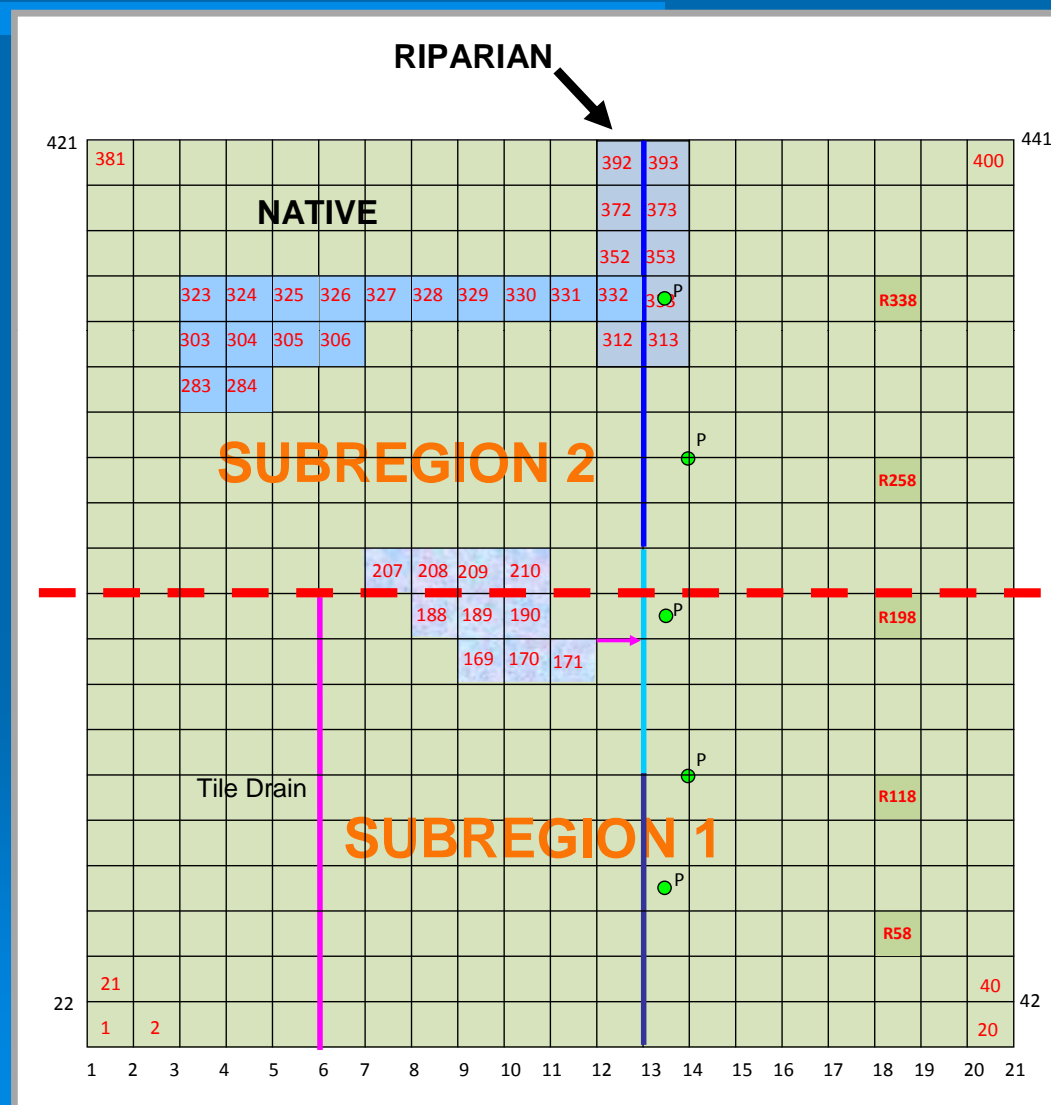 RIPARIAN
421 441
381 392 393 400
NATIVE 372 373
352 353
323 324 325 326 327 328 329 330 331 332 P R338
303 304 305 306 312 313
283 284
P
SUBREGION 2 R258
207 208 209 210
188 189 190 P R198
169 170 171
P
Tile Drain R118
SUBREGION 1
P
R58
21 40
22 42
1 2 20
1 2 3 4 5 6 7 8 9 10 11 12 13 14 15 16 17 18 19 20 21